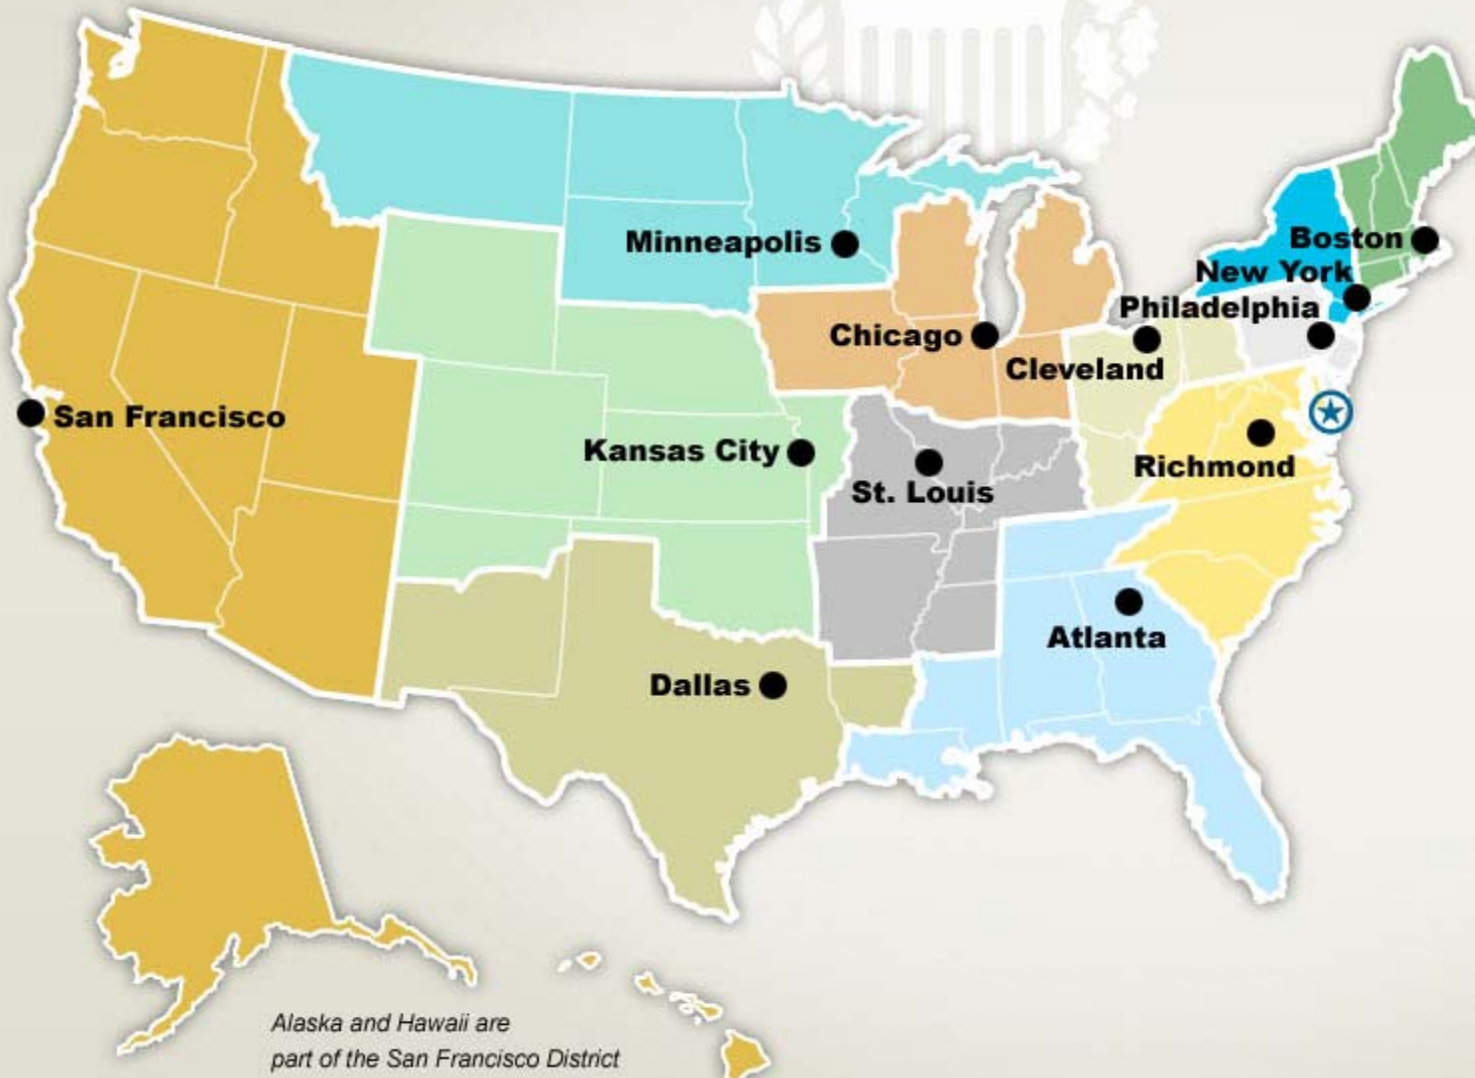 Minneapolis
Boston
New York
Philadelphia
Chicago
Cleveland
San Francisco
Kansas City
Richmond
St. Louis
Atlanta
Dallas
Alaska and Hawaii are
part of the San Francisco District